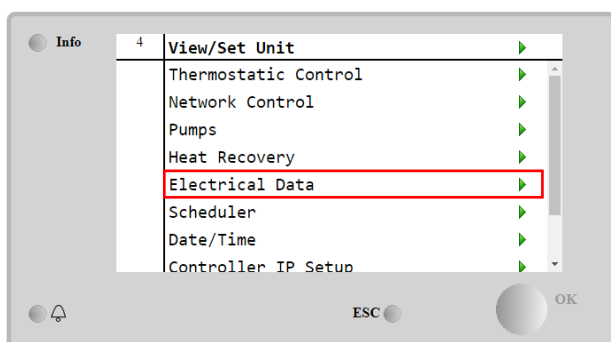 Info
4 View/Set Unit
Thermostatic Control
Network Control
Pumps
Heat Recovery
Electrical Data
Scheduler
Date/Time
Controller IP Setup
ESC
OK